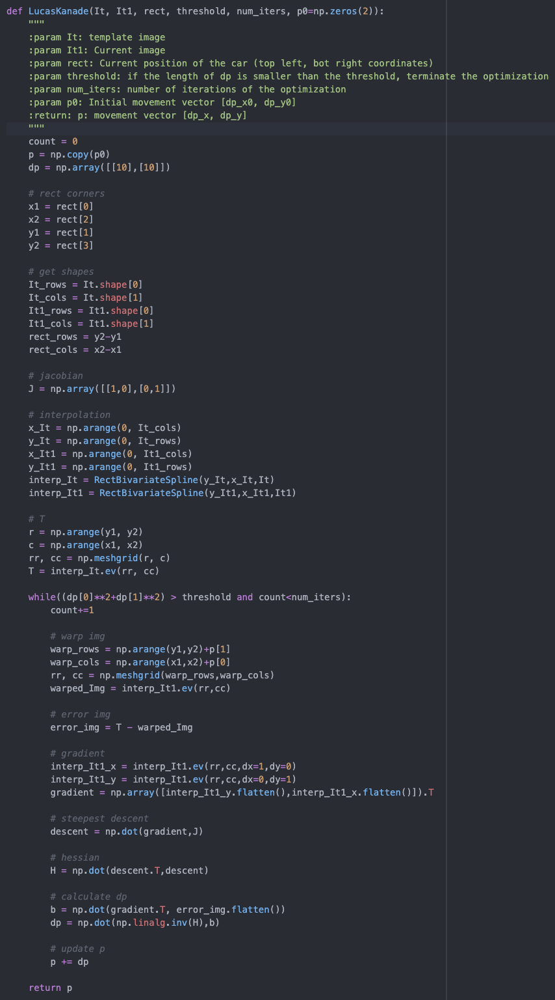 def LucasKanade(It, It1, rect, threshold, num_iters, p0=np.zeros(2)):
    """
    :param It: template image
    :param It1: Current image
    :param rect: Current position of the car (top left, bot right coordinates)
    :param threshold: if the length of dp is smaller than the threshold, terminate the optimization
    :param num_iters: number of iterations of the optimization
    :param p0: Initial movement vector [dp_x0, dp_y0]
    :return: p: movement vector [dp_x, dp_y]
    """
    count = 0
    p = np.copy(p0)
    dp = np.array([[10],[10]])

    # rect corners
    x1 = rect[0]
    x2 = rect[2]
    y1 = rect[1]
    y2 = rect[3]

    # get shapes
    It_rows = It.shape[0]
    It_cols = It.shape[1]
    It1_rows = It1.shape[0]
    It1_cols = It1.shape[1]
    rect_rows = y2-y1
    rect_cols = x2-x1

    # jacobian
    J = np.array([[1,0],[0,1]])

    # interpolation
    x_It = np.arange(0, It_cols)
    y_It = np.arange(0, It_rows)
    x_It1 = np.arange(0, It1_cols)
    y_It1 = np.arange(0, It1_rows)
    interp_It = RectBivariateSpline(y_It,x_It,It)
    interp_It1 = RectBivariateSpline(y_It1,x_It1,It1)

    # T
    r = np.arange(y1, y2)
    c = np.arange(x1, x2)
    rr, cc = np.meshgrid(r, c)
    T = interp_It.ev(rr, cc)

    while((dp[0]**2+dp[1]**2) > threshold and count<num_iters):
        count+=1

        # warp img
        warp_rows = np.arange(y1,y2)+p[1]
        warp_cols = np.arange(x1,x2)+p[0]
        rr, cc = np.meshgrid(warp_rows,warp_cols)
        warped_Img = interp_It1.ev(rr,cc)

        # error img
        error_img = T - warped_Img

        # gradient
        interp_It1_x = interp_It1.ev(rr,cc,dx=1,dy=0)
        interp_It1_y = interp_It1.ev(rr,cc,dx=0,dy=1)
        gradient = np.array([interp_It1_y.flatten(),interp_It1_x.flatten()]).T

        # steepest descent
        descent = np.dot(gradient,J)

        # hessian
        H = np.dot(descent.T,descent)

        # calculate dp
        b = np.dot(gradient.T, error_img.flatten())
        dp = np.dot(np.linalg.inv(H),b)

        # update p
        p += dp

    return p